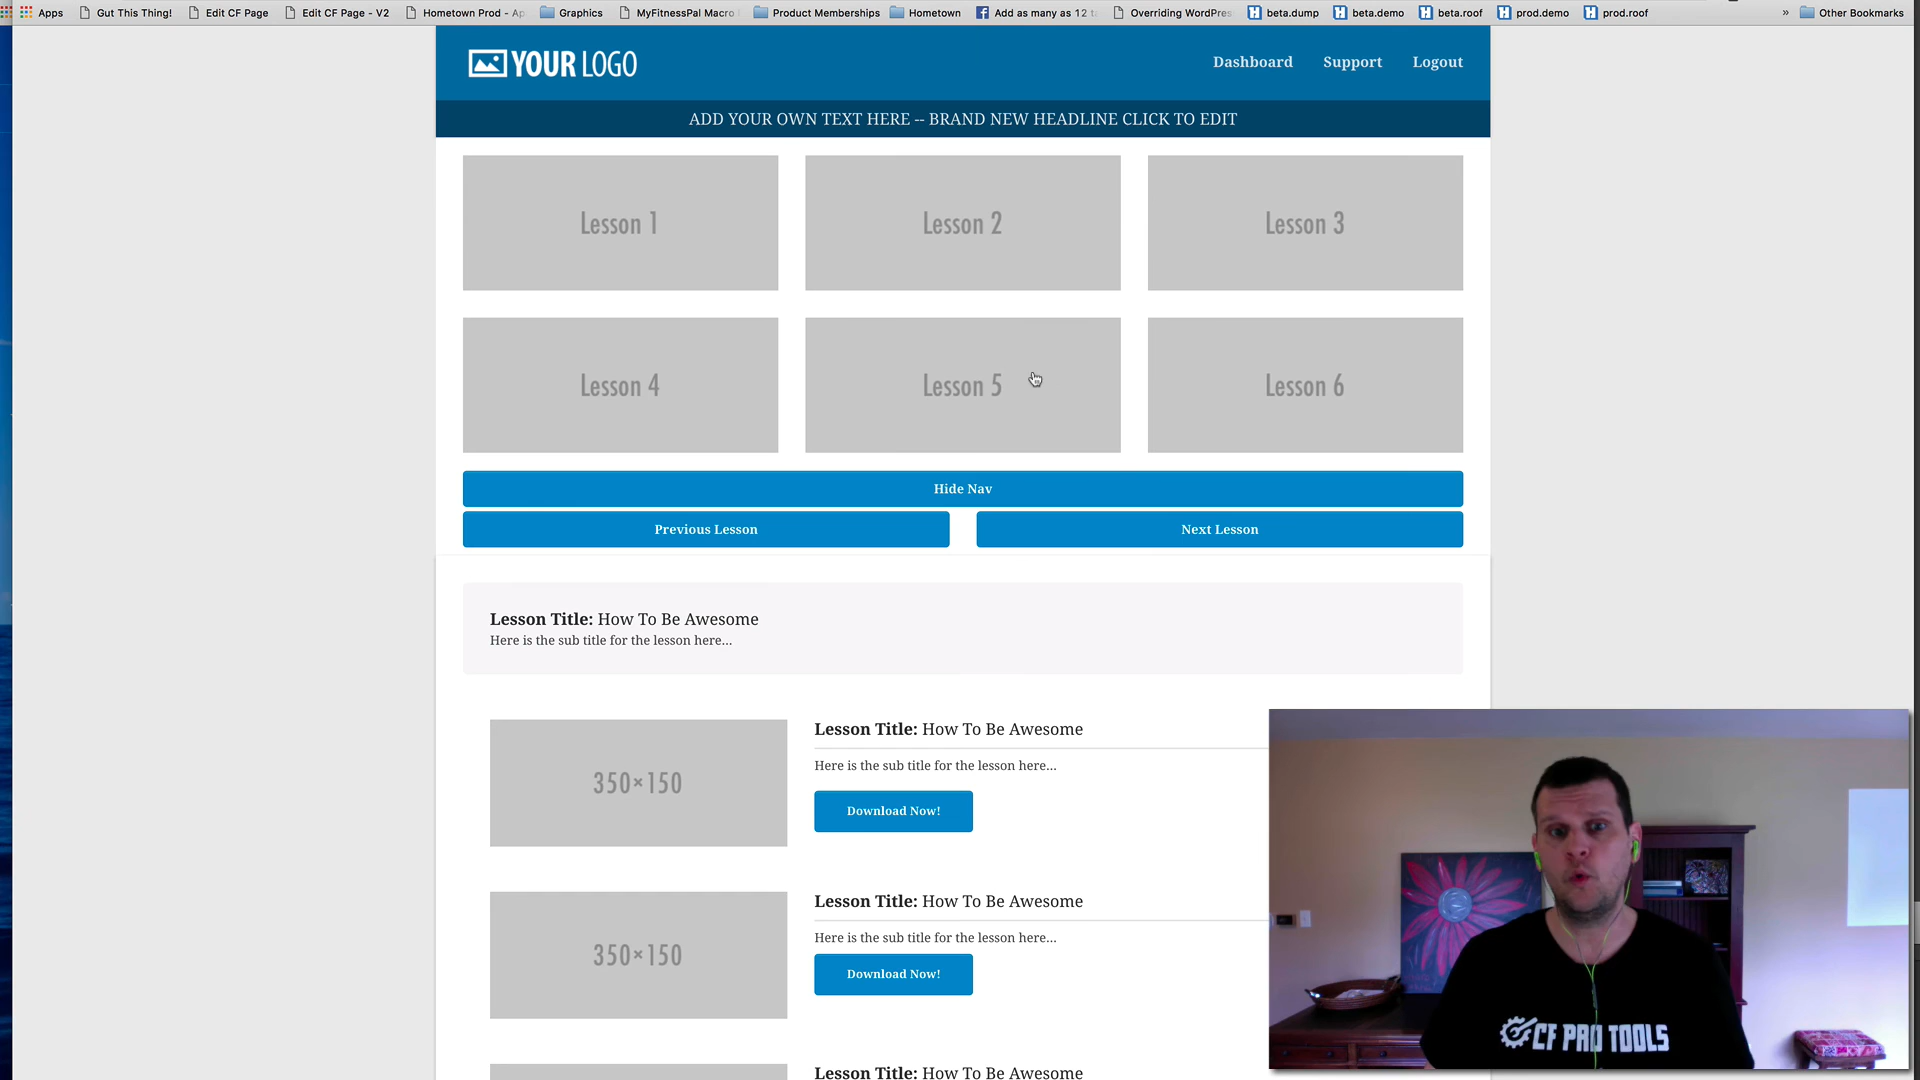 Apps Gut This Thing! Edit CF Page Edit CF Page - V2 Hometown Prod - Ap Graphics MyFitnessPal Macro Product Memberships Hometown Add as many as 12 ta Overriding WordPres beta.dump beta.demo beta.roof prod.demo prod.roof » Other Bookmarks
YOUR LOGO Dashboard Support Logout
ADD YOUR OWN TEXT HERE -- BRAND NEW HEADLINE CLICK TO EDIT
Lesson 1 Lesson 2 Lesson 3
Lesson 4 Lesson 5 Lesson 6
Hide Nav
Previous Lesson Next Lesson
Lesson Title: How To Be Awesome
Here is the sub title for the lesson here...
350×150
Lesson Title: How To Be Awesome
Here is the sub title for the lesson here...
Download Now!
350×150
Lesson Title: How To Be Awesome
Here is the sub title for the lesson here...
Download Now!
Lesson Title: How To Be Awesome
CF PRO TOOLS